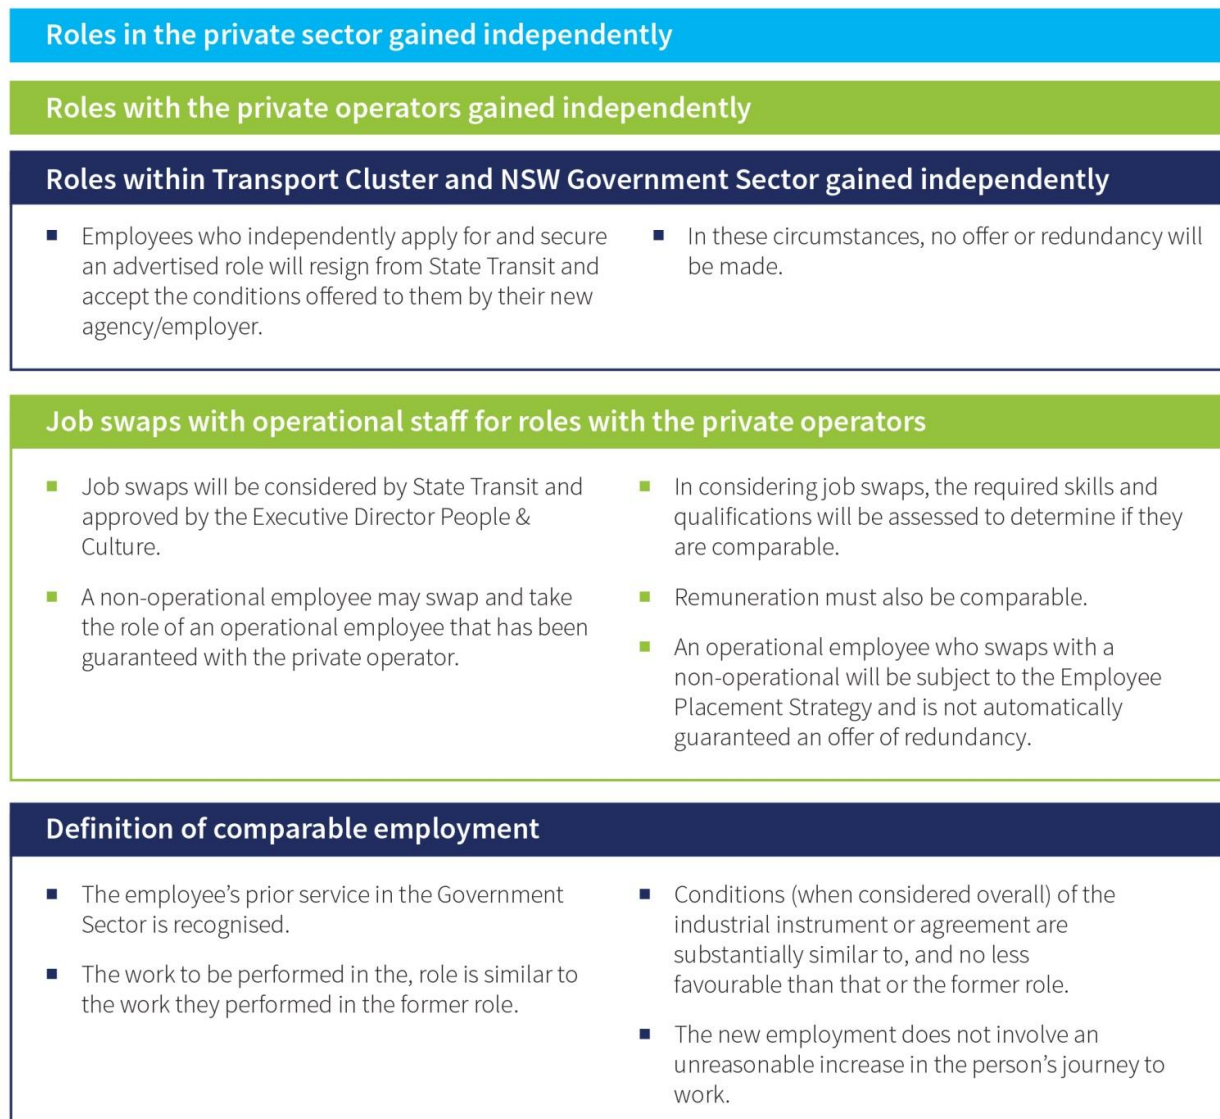 Roles in the private sector gained independently
Roles with the private operators gained independently
Roles within Transport Cluster and NSW Government Sector gained independently
■ Employees who independently apply for and secure
an advertised role will resign from State Transit and
accept the conditions offered to them by their new
agency/employer.
■ In these circumstances, no offer or redundancy will
be made.
Job swaps with operational staff for roles with the private operators
■ Job swaps will be considered by State Transit and
approved by the Executive Director People &
Culture.
■ A non-operational employee may swap and take
the role of an operational employee that has been
guaranteed with the private operator.
■ In considering job swaps, the required skills and
qualifications will be assessed to determine if they
are comparable.
■ Remuneration must also be comparable.
■ An operational employee who swaps with a
non-operational will be subject to the Employee
Placement Strategy and is not automatically
guaranteed an offer of redundancy.
Definition of comparable employment
■ The employee’s prior service in the Government
Sector is recognised.
■ The work to be performed in the, role is similar to
the work they performed in the former role.
■ Conditions (when considered overall) of the
industrial instrument or agreement are
substantially similar to, and no less
favourable than that or the former role.
■ The new employment does not involve an
unreasonable increase in the person’s journey to
work.